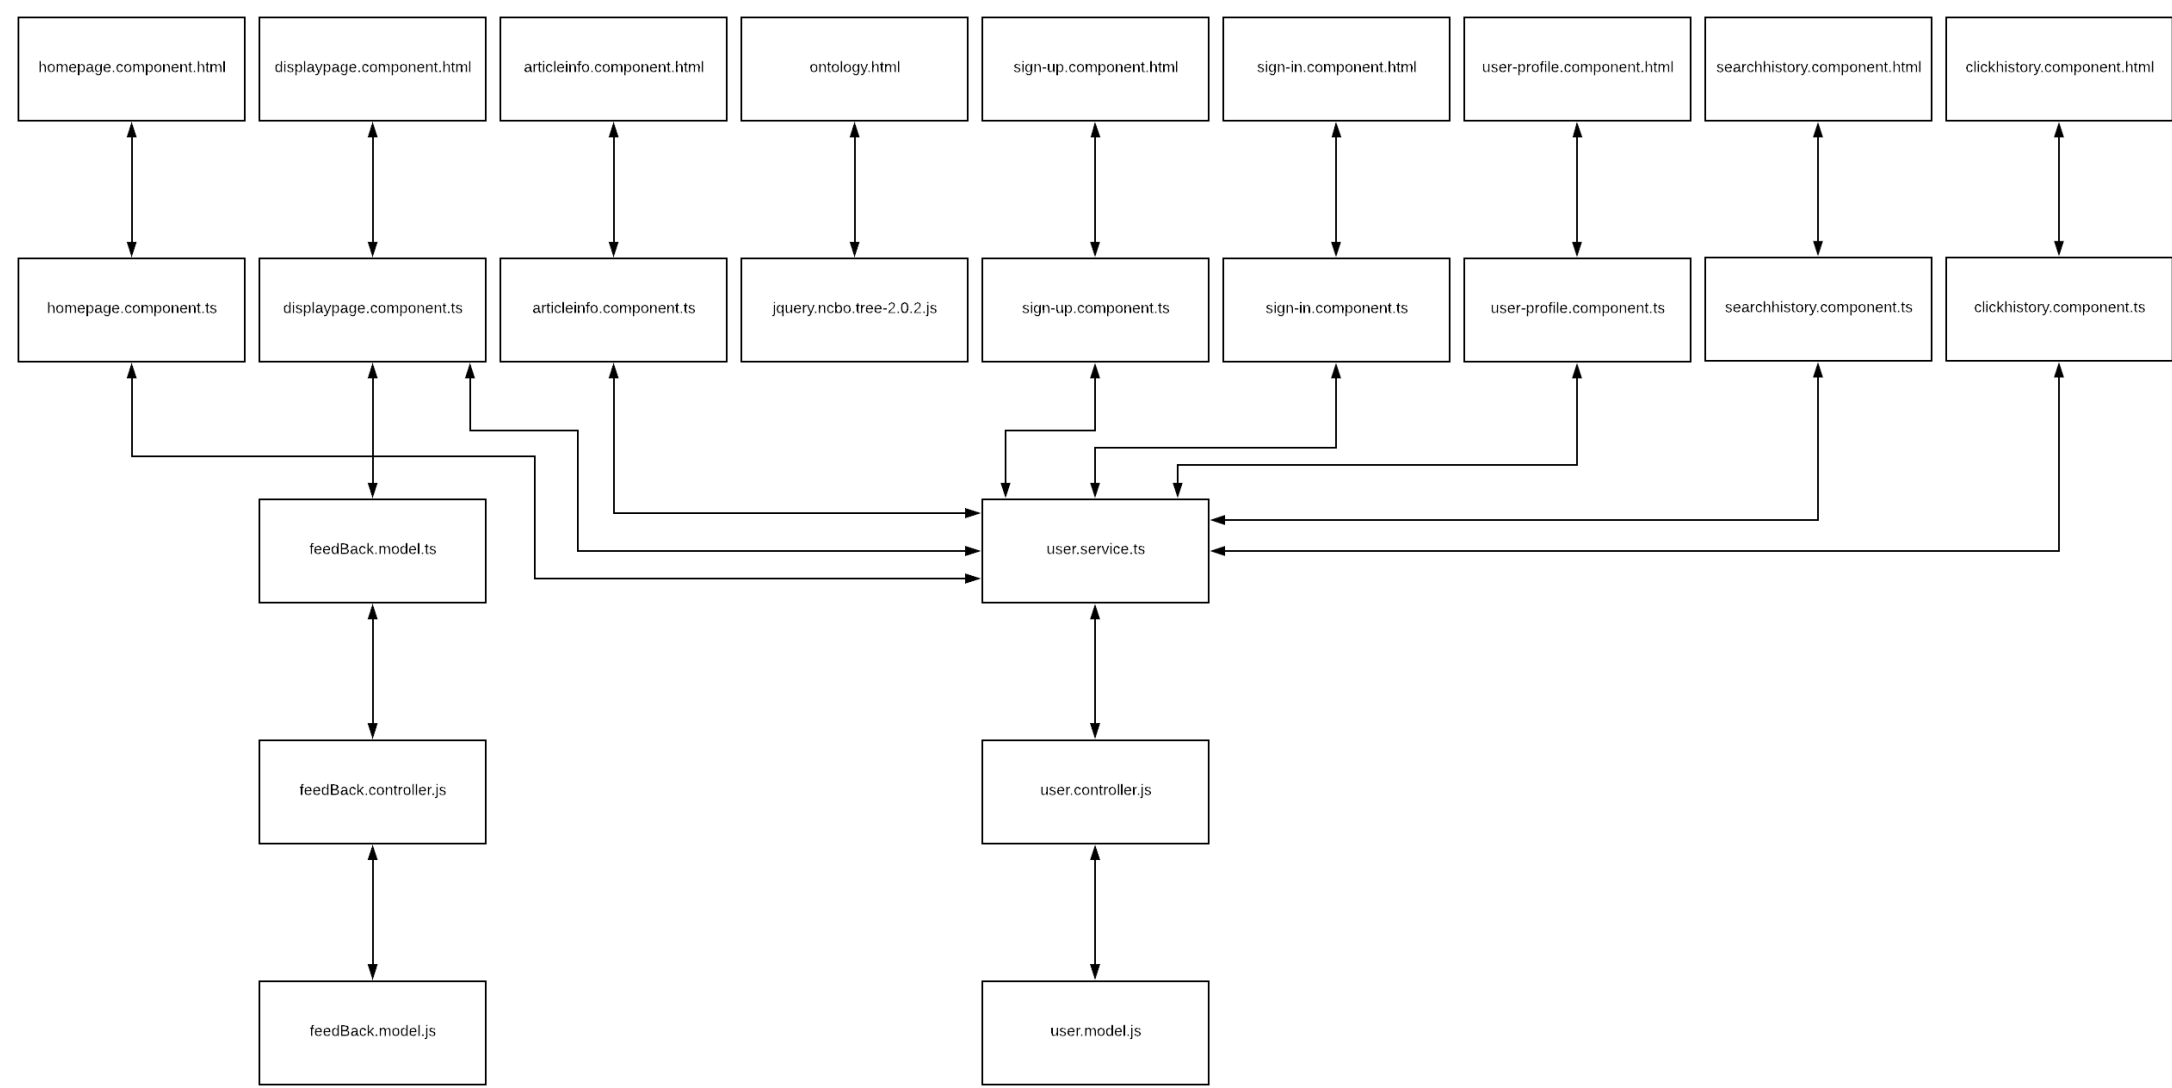 homepage.component.html
displaypage.component.html
articleinfo.component.html
ontology.html
sign-up.component.html
sign-in.component.html
user-profile.component.html
searchhistory.component.html
clickhistory.component.html
homepage.component.ts
displaypage.component.ts
articleinfo.component.ts
jquery.ncbo.tree-2.0.2.js
sign-up.component.ts
sign-in.component.ts
user-profile.component.ts
searchhistory.component.ts
clickhistory.component.ts
feedBack.model.ts
user.service.ts
feedBack.controller.js
user.controller.js
feedBack.model.js
user.model.js